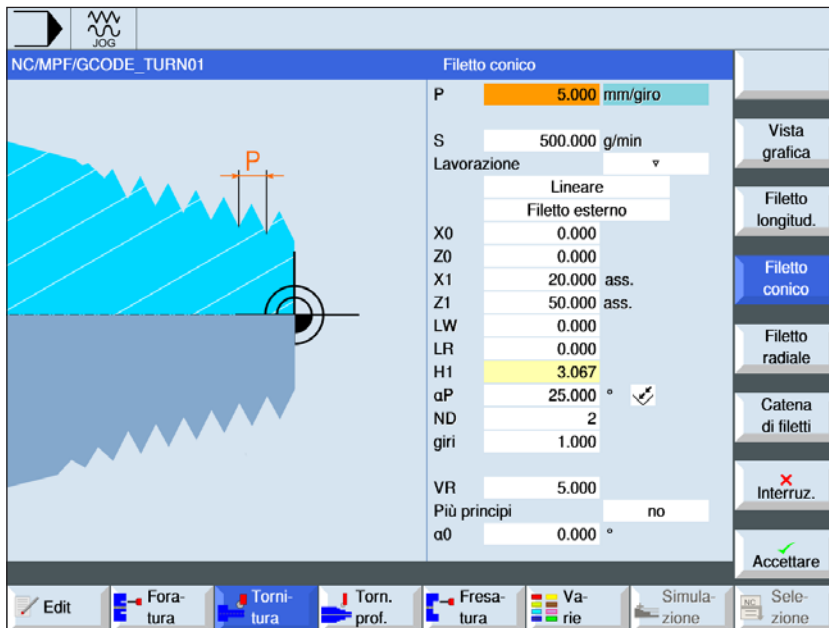 JOG
NC/MPF/GCODE_TURN01
Filetto conico
P 5.000 mm/giro
S 500.000 g/min
Lavorazione ▿
Lineare
Filetto esterno
X0 0.000
Z0 0.000
X1 20.000 ass.
Z1 50.000 ass.
LW 0.000
LR 0.000
H1 3.067
αP 25.000 °
ND 2
giri 1.000
VR 5.000
Più principi no
α0 0.000 °
P
Vista
grafica
Filetto
longitud.
Filetto
conico
Filetto
radiale
Catena
di filetti
Interruz.
Accettare
Edit
Fora-
tura
Torni-
tura
Torn.
prof.
Fresa-
tura
Va-
rie
Simula-
zione
NC
Sele-
zione